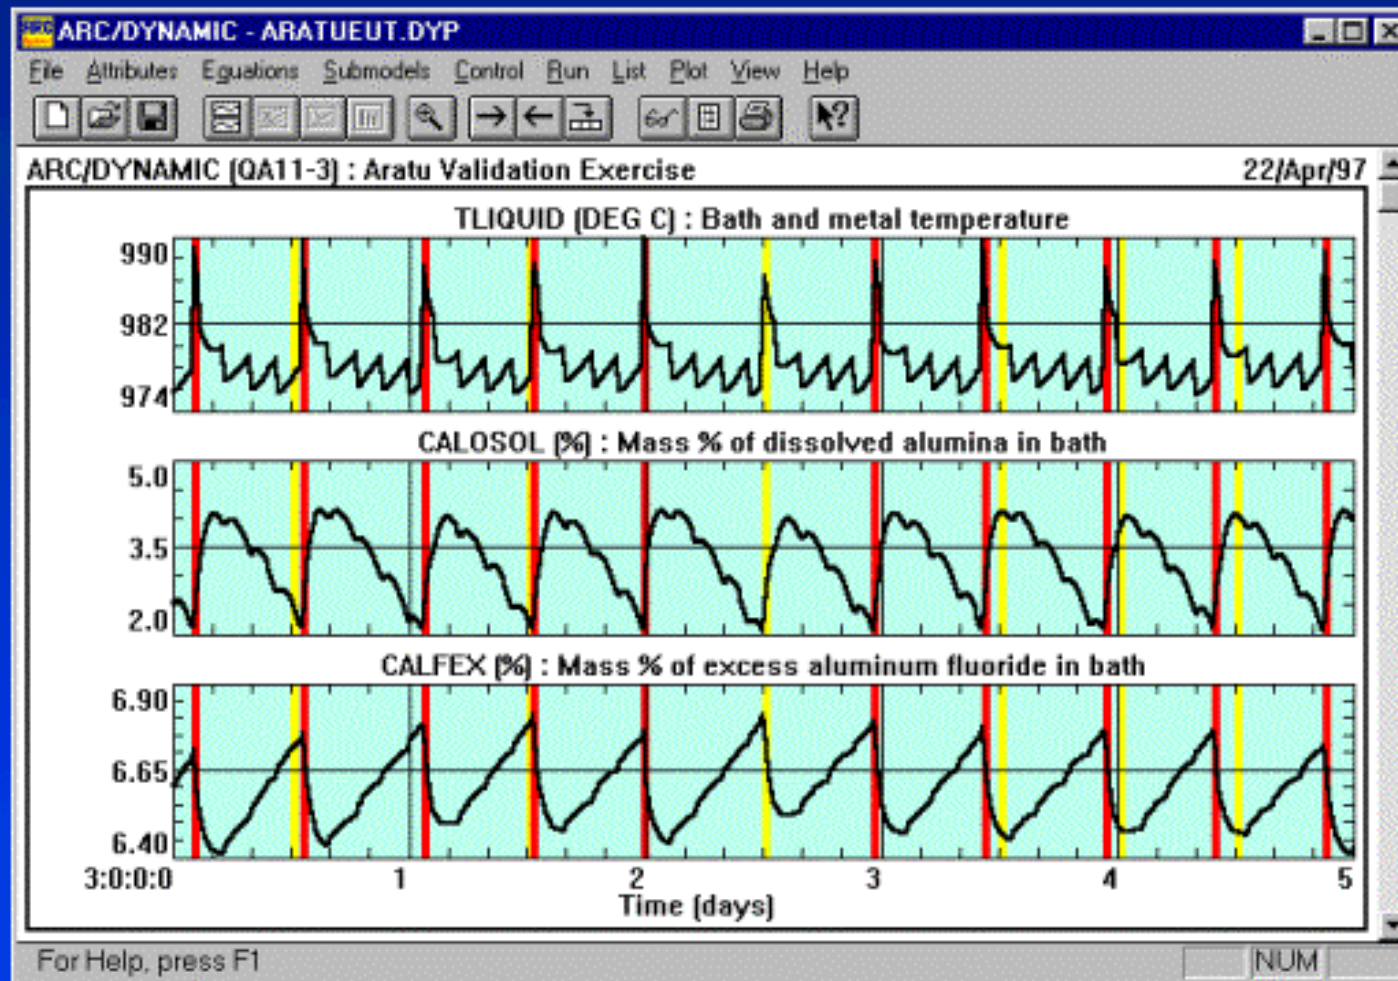 ARC/DYNAMIC - ARATUEUT.DYP
File Attributes Equations Submodels Control Run List Plot View Help
ARC/DYNAMIC (QA11-3) : Aratu Validation Exercise 22/Apr/97
TLIQUID (DEG C) : Bath and metal temperature
990
982
974
CALOSOL (%) : Mass % of dissolved alumina in bath
5.0
3.5
2.0
CALFEX (%) : Mass % of excess aluminum fluoride in bath
6.90
6.65
6.40
3:0:0:0 1 2 3 4 5
Time (days)
For Help, press F1 NUM